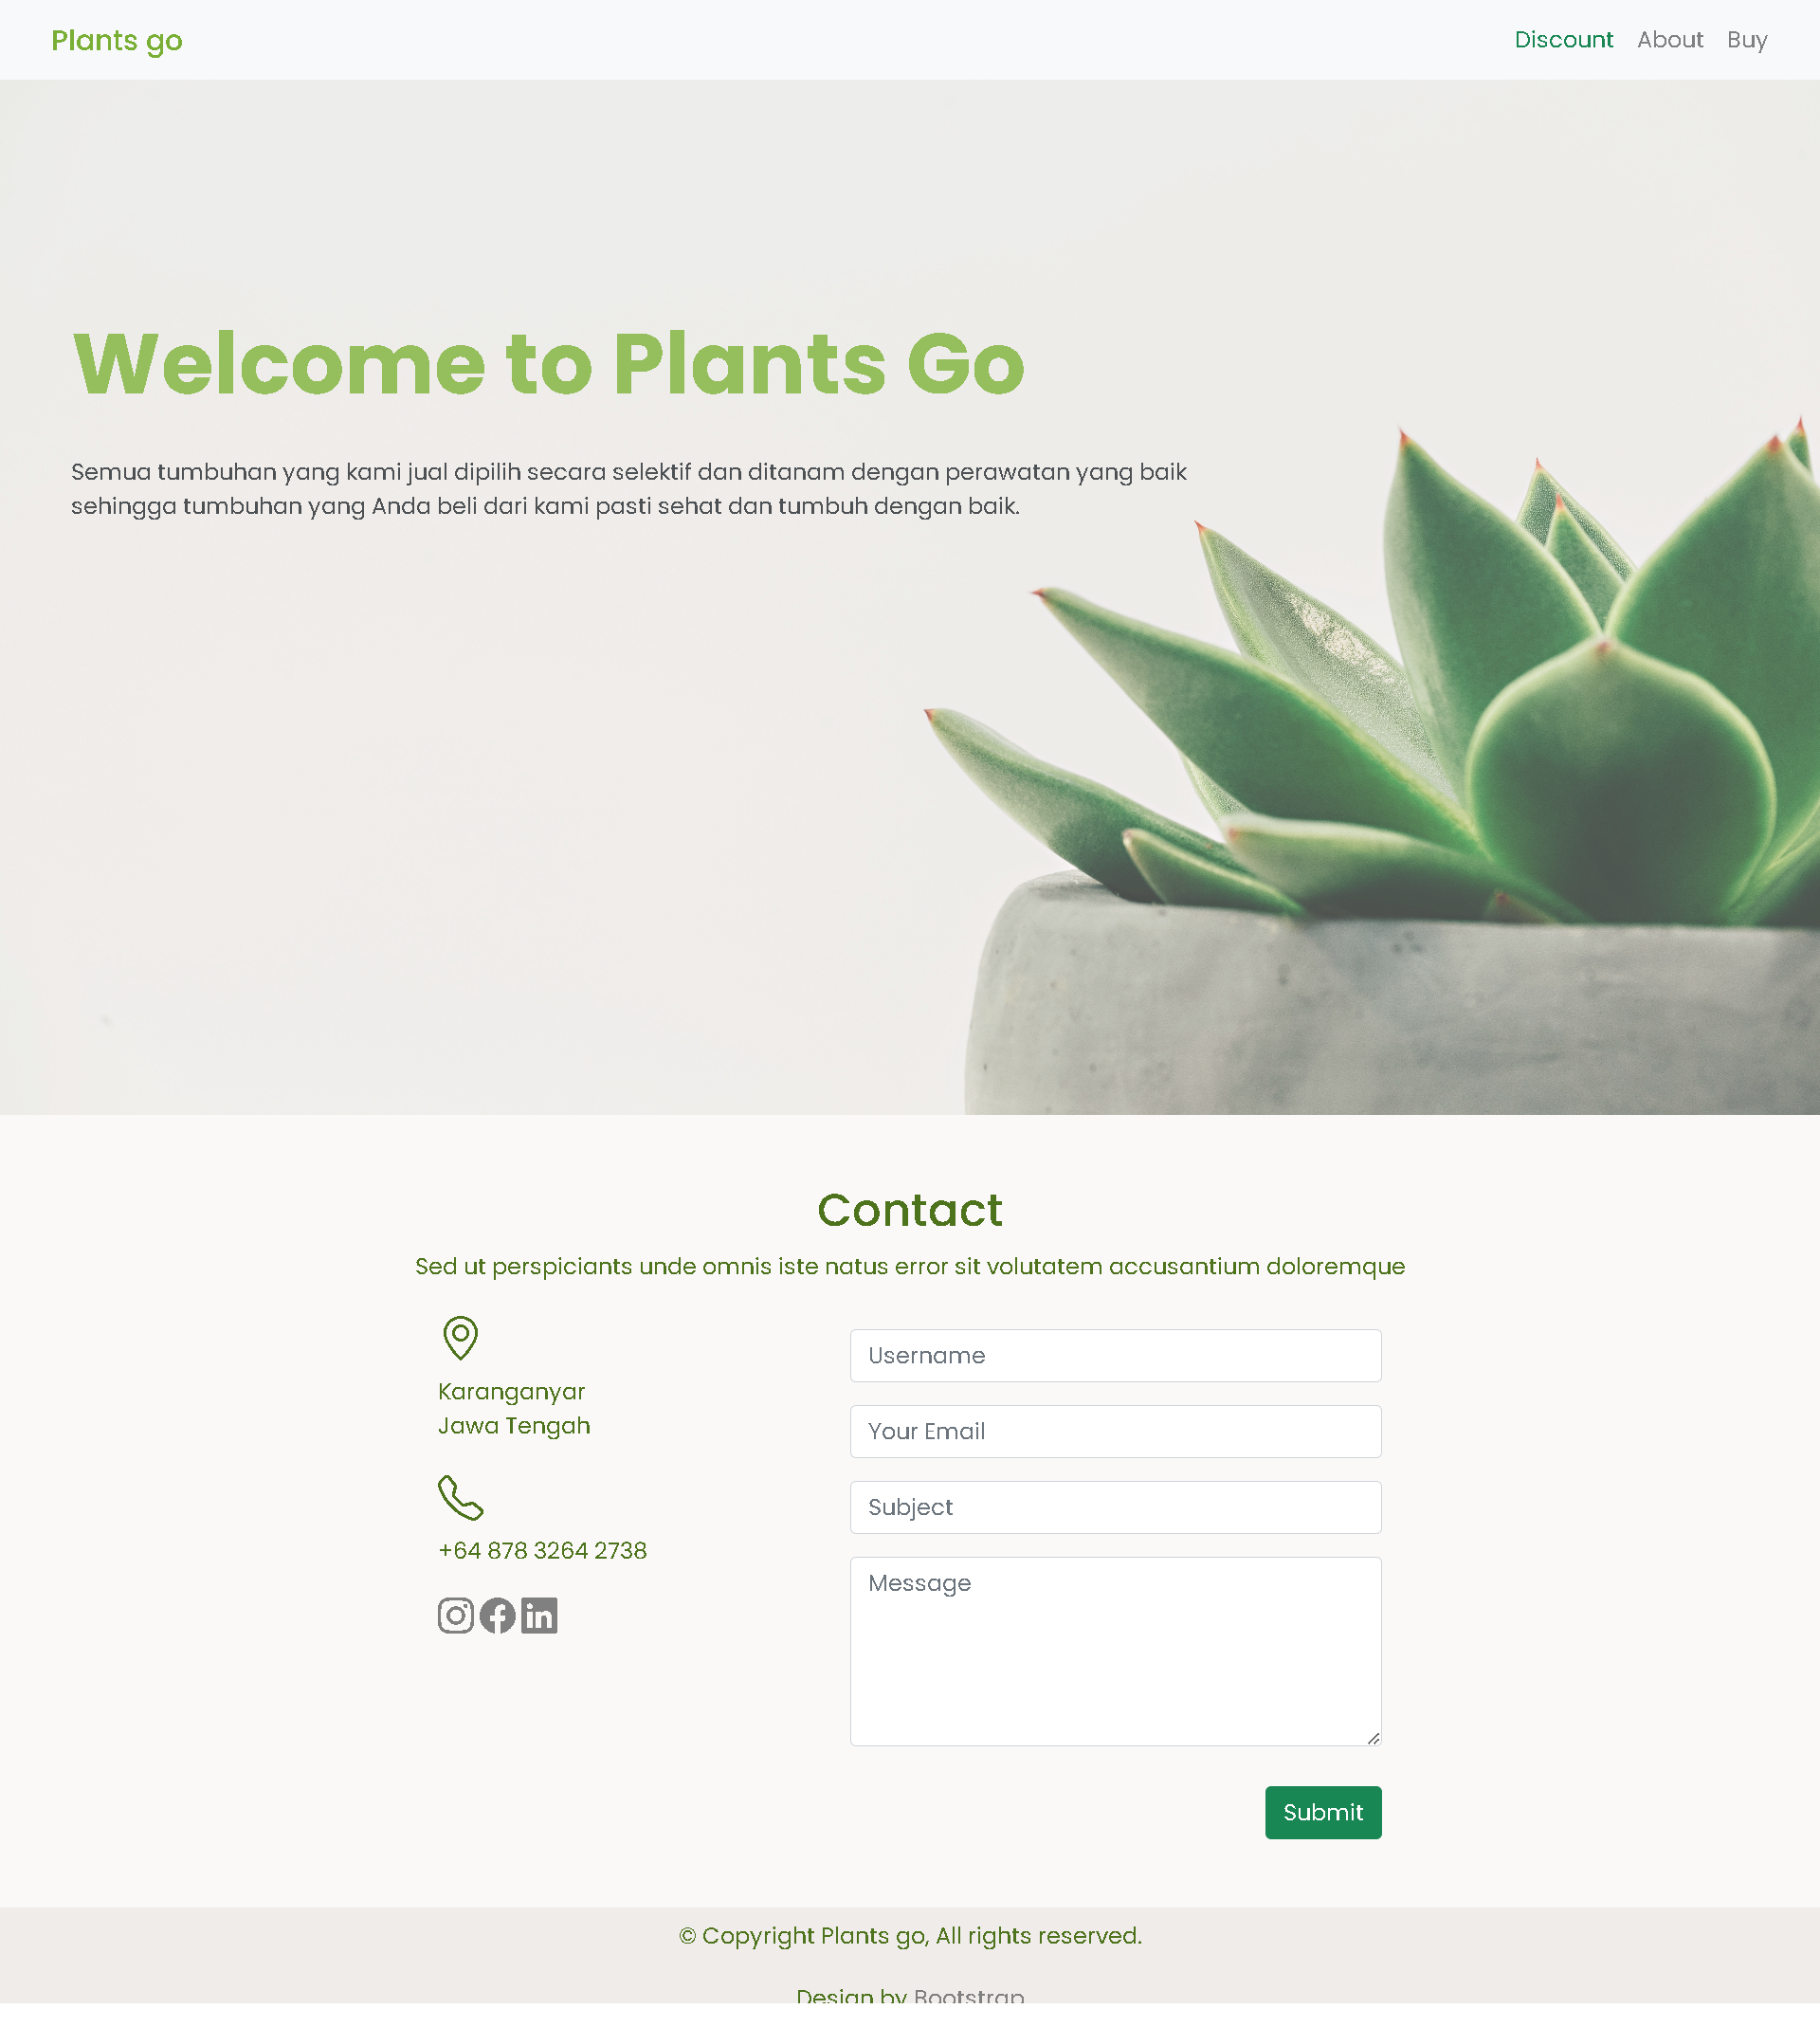 Plants go
Discount About Buy
Welcome to Plants Go
Semua tumbuhan yang kami jual dipilih secara selektif dan ditanam dengan perawatan yang baik
sehingga tumbuhan yang Anda beli dari kami pasti sehat dan tumbuh dengan baik.
Contact
Sed ut perspiciants unde omnis iste natus error sit volutatem accusantium doloremque
Karanganyar
Jawa Tengah
+64 878 3264 2738
Username
Your Email
Subject
Message
Submit
© Copyright Plants go, All rights reserved.
Design by Bootstrap